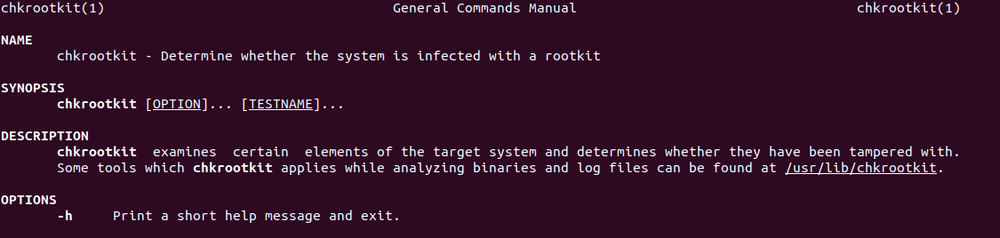 chkrootkit(1) General Commands Manual chkrootkit(1)
NAME
chkrootkit - Determine whether the system is infected with a rootkit
SYNOPSIS
chkrootkit [OPTION]... [TESTNAME]...
DESCRIPTION
chkrootkit examines certain elements of the target system and determines whether they have been tampered with.
Some tools which chkrootkit applies while analyzing binaries and log files can be found at /usr/lib/chkrootkit.
OPTIONS
-h Print a short help message and exit.